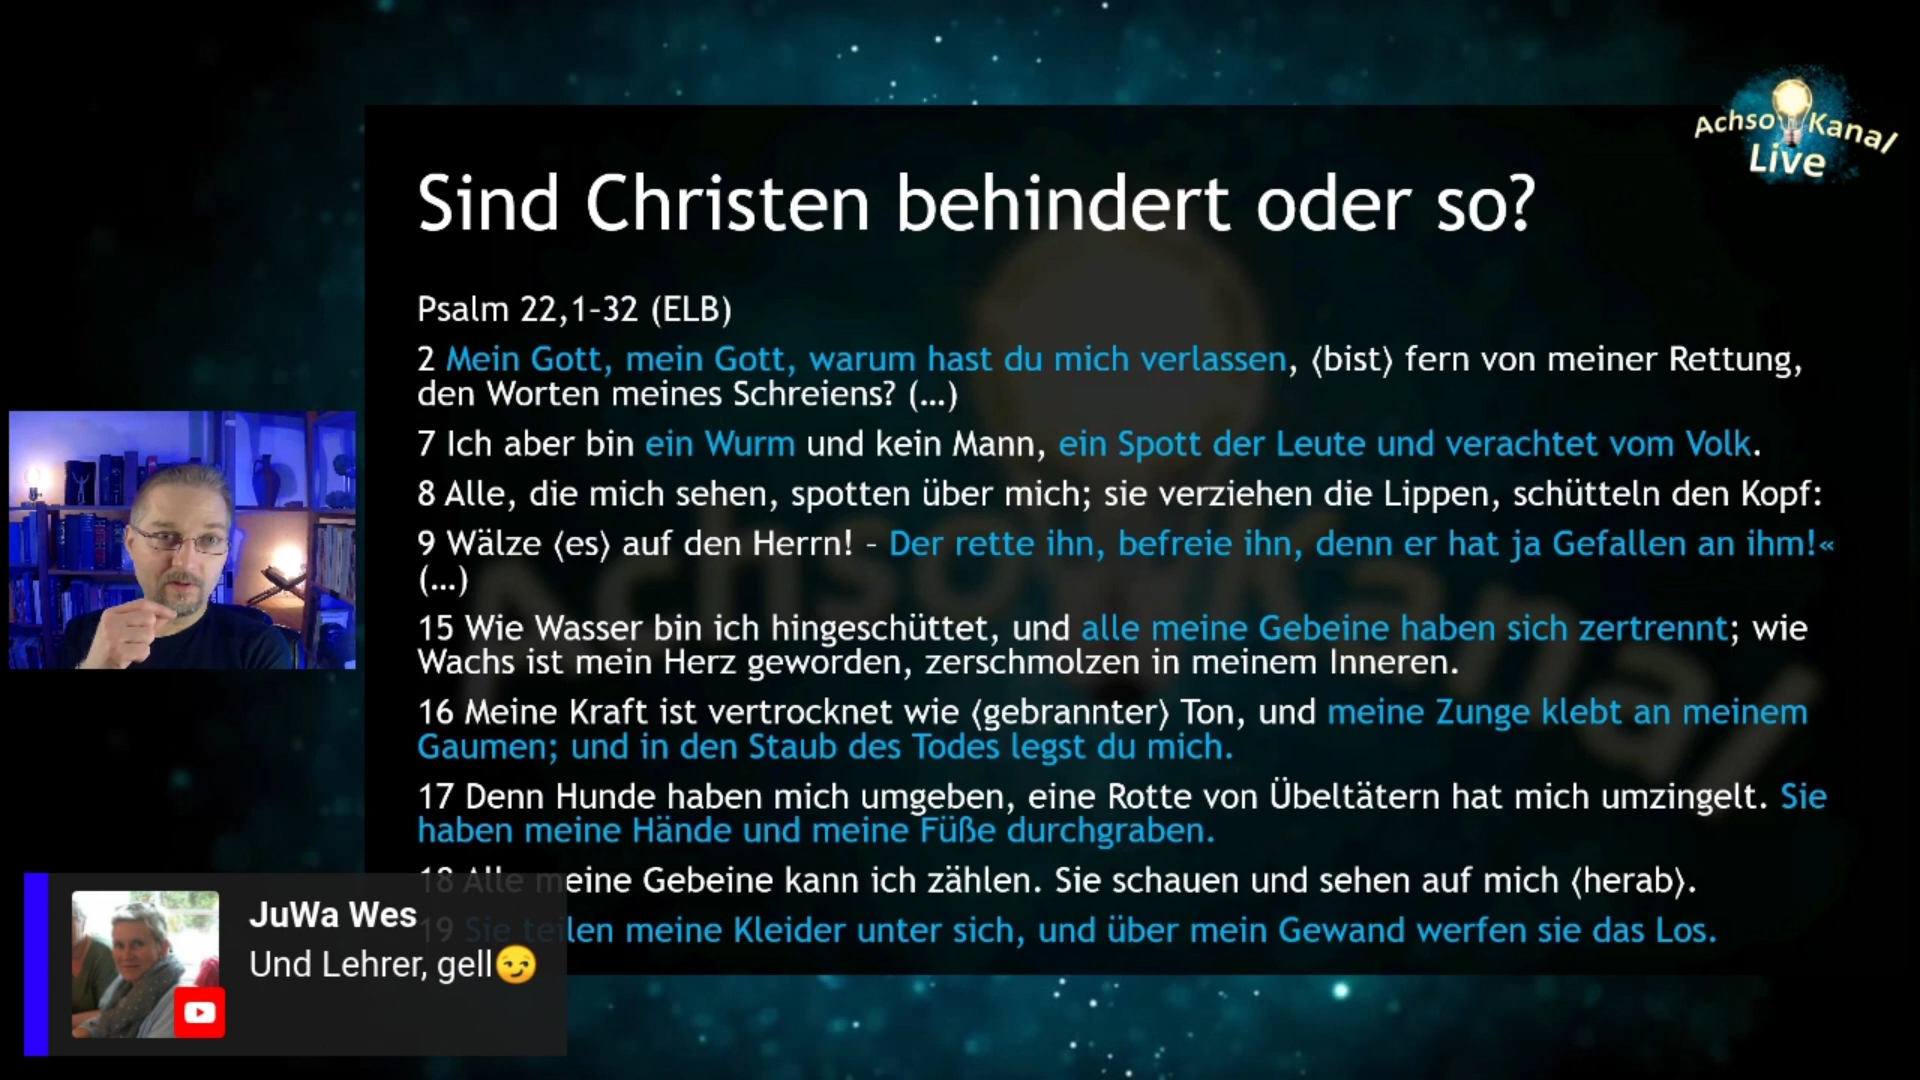 Achso Kanal
Live
Sind Christen behindert oder so?
Psalm 22,1–32 (ELB)
2 Mein Gott, mein Gott, warum hast du mich verlassen, ⟨bist⟩ fern von meiner Rettung,
den Worten meines Schreiens? (…)
7 Ich aber bin ein Wurm und kein Mann, ein Spott der Leute und verachtet vom Volk.
8 Alle, die mich sehen, spotten über mich; sie verziehen die Lippen, schütteln den Kopf:
9 Wälze ⟨es⟩ auf den Herrn! – Der rette ihn, befreie ihn, denn er hat ja Gefallen an ihm!«
(…)
15 Wie Wasser bin ich hingeschüttet, und alle meine Gebeine haben sich zertrennt; wie
Wachs ist mein Herz geworden, zerschmolzen in meinem Inneren.
16 Meine Kraft ist vertrocknet wie ⟨gebrannter⟩ Ton, und meine Zunge klebt an meinem
Gaumen; und in den Staub des Todes legst du mich.
17 Denn Hunde haben mich umgeben, eine Rotte von Übeltätern hat mich umzingelt. Sie
haben meine Hände und meine Füße durchgraben.
18 Alle meine Gebeine kann ich zählen. Sie schauen und sehen auf mich ⟨herab⟩.
19 Sie teilen meine Kleider unter sich, und über mein Gewand werfen sie das Los.
JuWa Wes
Und Lehrer, gell😏
Achso Kanal